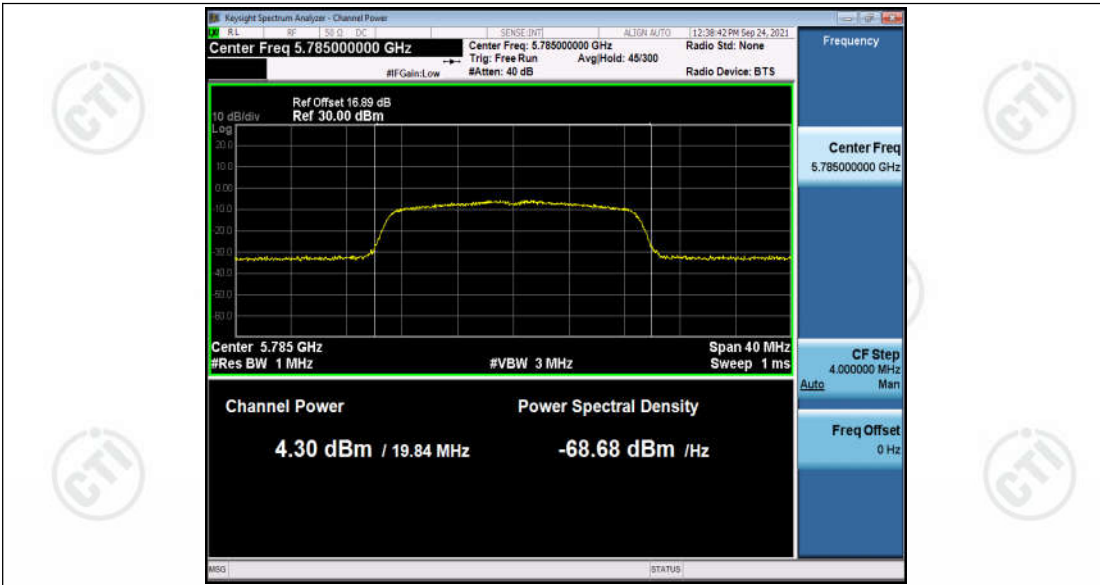 Keysight Spectrum Analyzer - Channel Power
RL RF 50 Ω DC SENSE:INT ALIGN AUTO 12:38:42 PM Sep 24, 2021
Center Freq 5.785000000 GHz
Center Freq: 5.785000000 GHz
Radio Std: None
Trig: Free Run Avg|Hold: 45/300
#IFGain:Low
#Atten: 40 dB
Radio Device: BTS
Frequency
Ref Offset 16.89 dB
10 dB/div Ref 30.00 dBm
Log
20.0
10.0
0.00
-10.0
-20.0
-30.0
-40.0
-50.0
-60.0
Center 5.785 GHz Span 40 MHz
#Res BW 1 MHz #VBW 3 MHz Sweep 1 ms
Channel Power Power Spectral Density
4.30 dBm / 19.84 MHz -68.68 dBm /Hz
Center Freq
5.785000000 GHz
CF Step
4.000000 MHz
Auto Man
Freq Offset
0 Hz
MSG STATUS
CTI
CTI
CTI
CTI